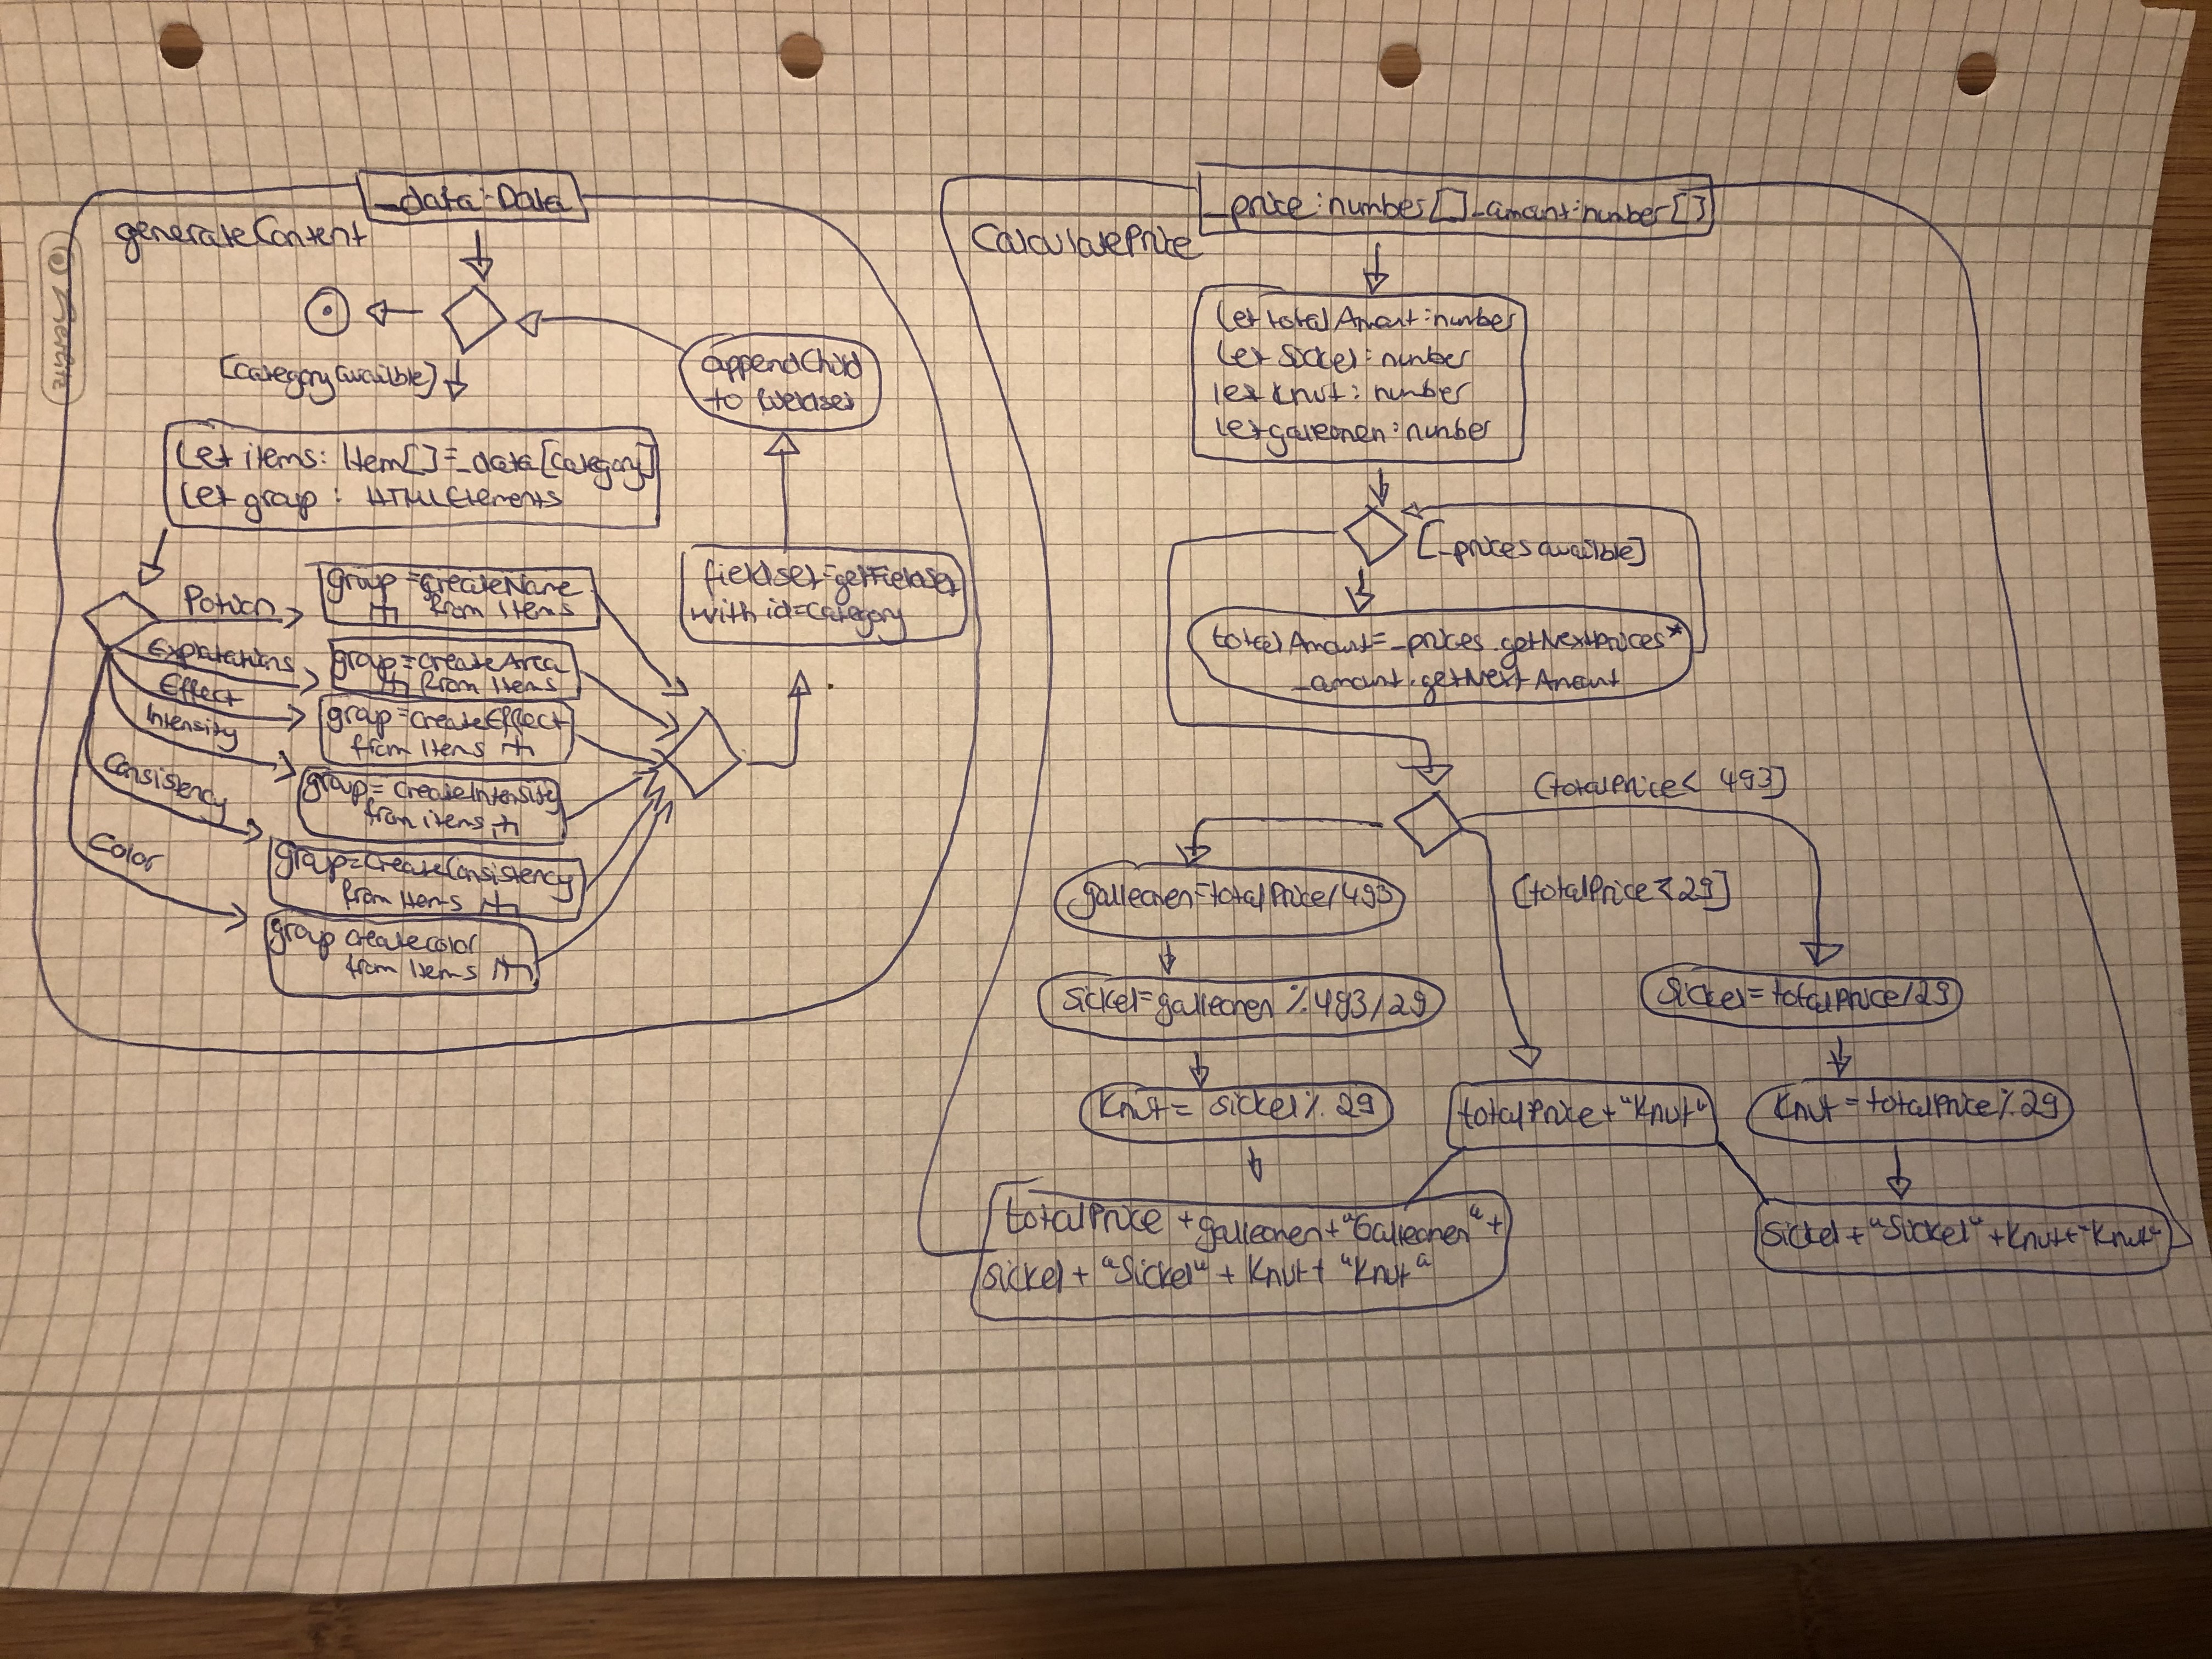 generateContent
_data: Data
[category availble]
let items: Item[] = _data[category]
let group : HTMLElements
appendChild
to fieldset
fieldset=getFieldset
with id=category
Potion
Explanations
Effect
Intensity
Consistency
Color
group=createName
from Items
group=createArea
from Items
group=createEffect
from Items
group=createIntensity
from items
group=createConsistency
from Items
group createColor
from Items
CalculatePrice
_price: number[]_amount:number[]
let totalAmount: number
let Sickel: number
let Knut: number
let galleonen: number
[_prices availble]
totalAmount=_prices.getNextPrices*
_amount.getNextAmount
[totalPrice< 493]
[totalPrice<29]
galleonen=totalPrice/493
Sickel=galleonen%493/29
Knut = Sickel%29
totalPrice + galleonen+"Galleonen"+
Sickel + "Sickel" + Knut + "Knut"
totalPrice + "Knut"
Sickel=totalPrice/29
Knut = totalPrice%29
Sickel + "Sickel" + Knut+"Knut"